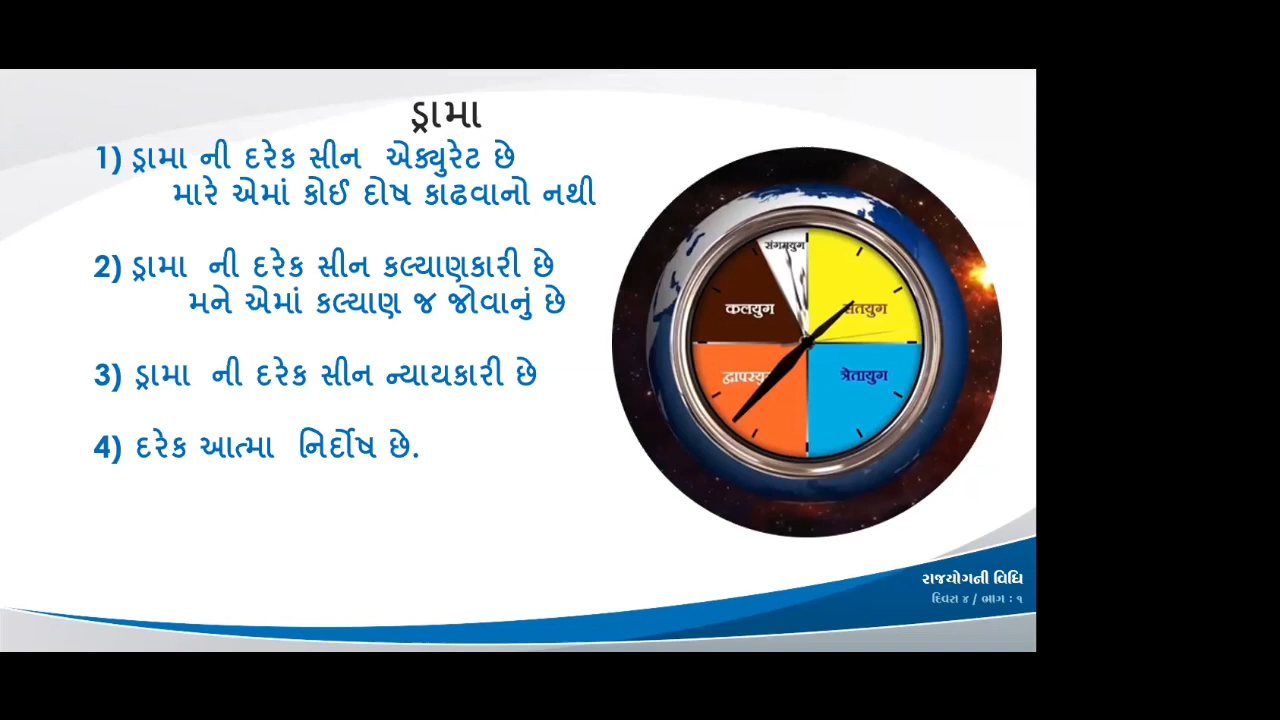 ડ્રામા
1) ડ્રામા ની દરેક સીન એક્યુરેટ છે
મારે એમાં કોઈ દોષ કાઢવાનો નથી
2) ડ્રામા ની દરેક સીન કલ્યાણકારી છે
મને એમાં કલ્યાણ જ જોવાનું છે
3) ડ્રામા ની દરેક સીન ન્યાયકારી છે
4) દરેક આત્મા નિર્દોષ છે.
संगमयुग
कलयुग
संतयुग
द्वापरयुग
त्रेतायुग
રાજયોગની વિધિ
દિવસ ૪ / ભાગ : ૧